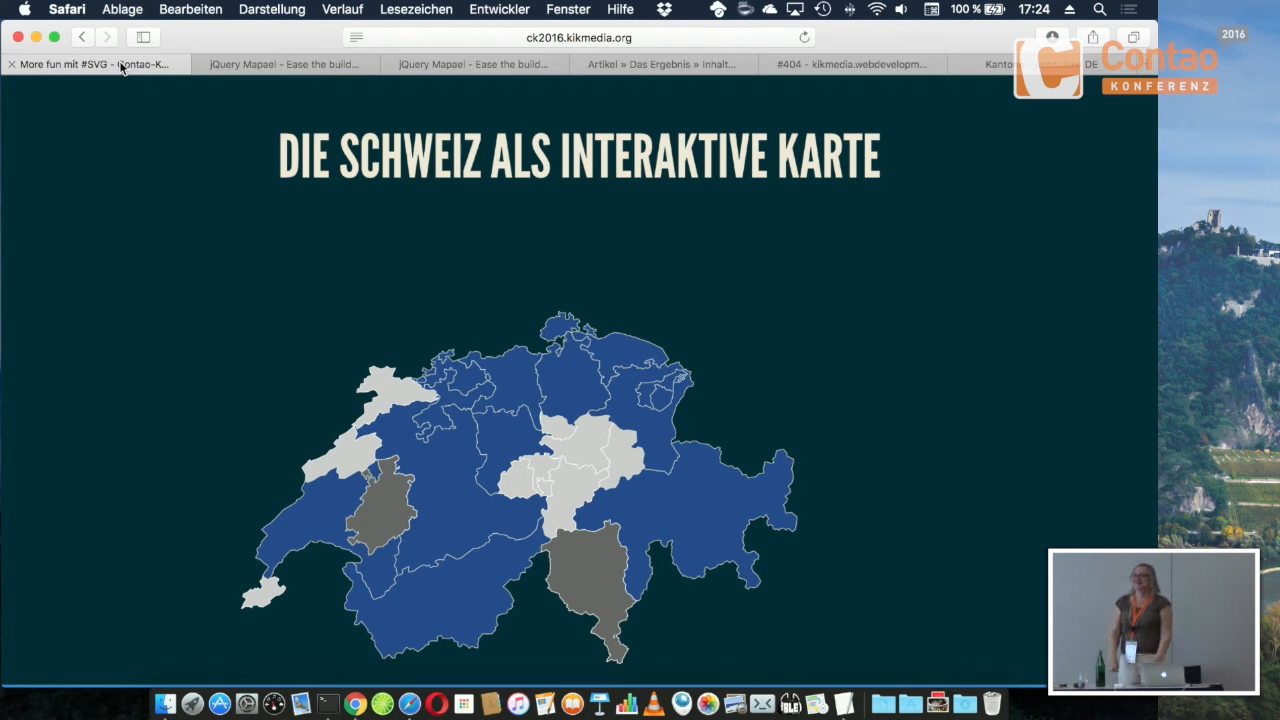 Safari Ablage Bearbeiten Darstellung Verlauf Lesezeichen Entwickler Fenster Hilfe 100 % 17:24
ck2016.kikmedia.org
2016
Contao
KONFERENZ
More fun mit #SVG - Contao-K... jQuery Mapael - Ease the build... jQuery Mapael - Ease the build... Artikel » Das Ergebnis » Inhalt... #404 - kikmedia.webdevelopm...
DIE SCHWEIZ ALS INTERAKTIVE KARTE